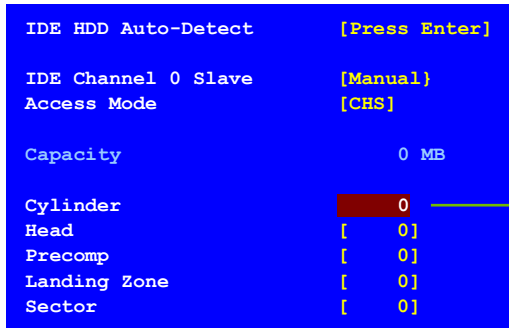 IDE HDD Auto-Detect [Press Enter]
IDE Channel 0 Slave [Manual}
Access Mode [CHS]
Capacity 0 MB
Cylinder 0
Head [ 0]
Precomp [ 0]
Landing Zone [ 0]
Sector [ 0]